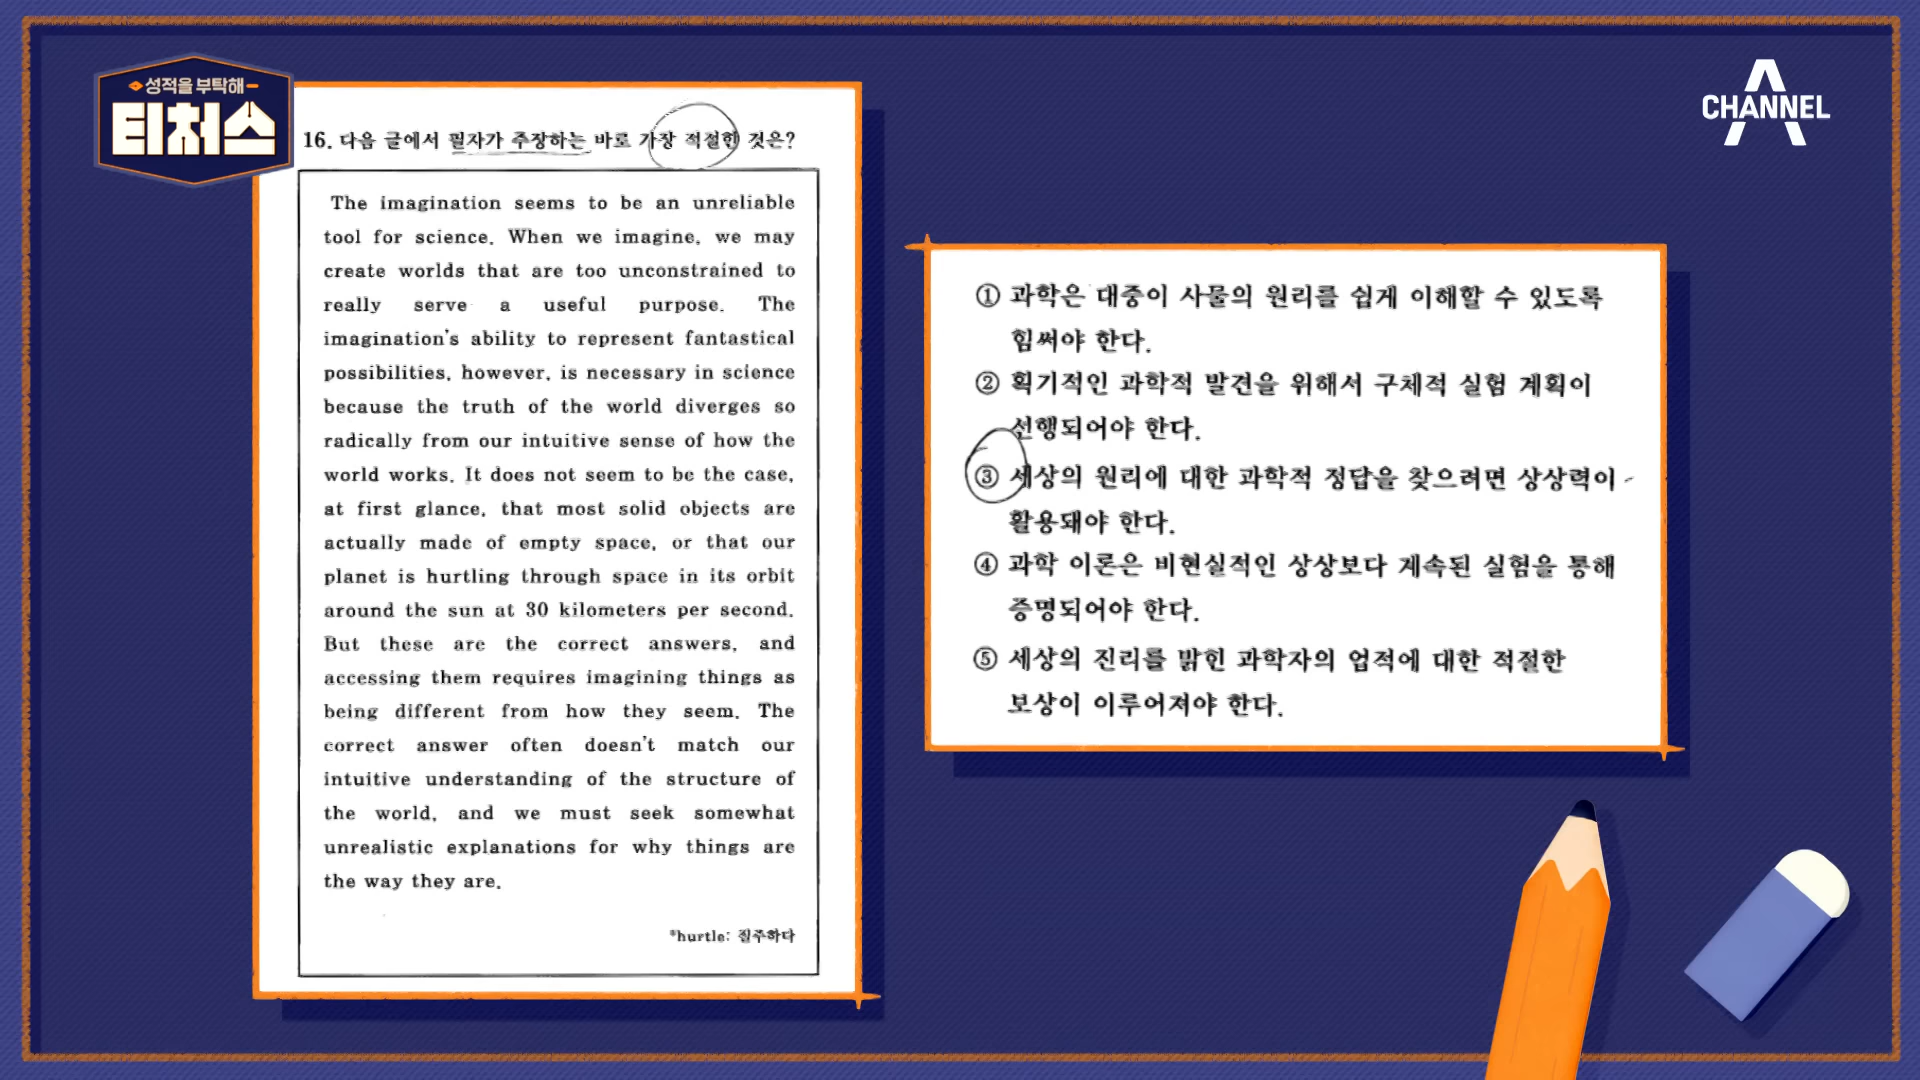 성적을 부탁해
티처스
CHANNEL A
16. 다음 글에서 필자가 주장하는 바로 가장 적절한 것은?
The imagination seems to be an unreliable
tool for science. When we imagine, we may
create worlds that are too unconstrained to
really serve a useful purpose. The
imagination's ability to represent fantastical
possibilities, however, is necessary in science
because the truth of the world diverges so
radically from our intuitive sense of how the
world works. It does not seem to be the case,
at first glance, that most solid objects are
actually made of empty space, or that our
planet is hurtling through space in its orbit
around the sun at 30 kilometers per second.
But these are the correct answers, and
accessing them requires imagining things as
being different from how they seem. The
correct answer often doesn't match our
intuitive understanding of the structure of
the world, and we must seek somewhat
unrealistic explanations for why things are
the way they are.
*hurtle: 질주하다
① 과학은 대중이 사물의 원리를 쉽게 이해할 수 있도록
힘써야 한다.
② 획기적인 과학적 발견을 위해서 구체적 실험 계획이
선행되어야 한다.
③ 세상의 원리에 대한 과학적 정답을 찾으려면 상상력이
활용돼야 한다.
④ 과학 이론은 비현실적인 상상보다 계속된 실험을 통해
증명되어야 한다.
⑤ 세상의 진리를 밝힌 과학자의 업적에 대한 적절한
보상이 이루어져야 한다.